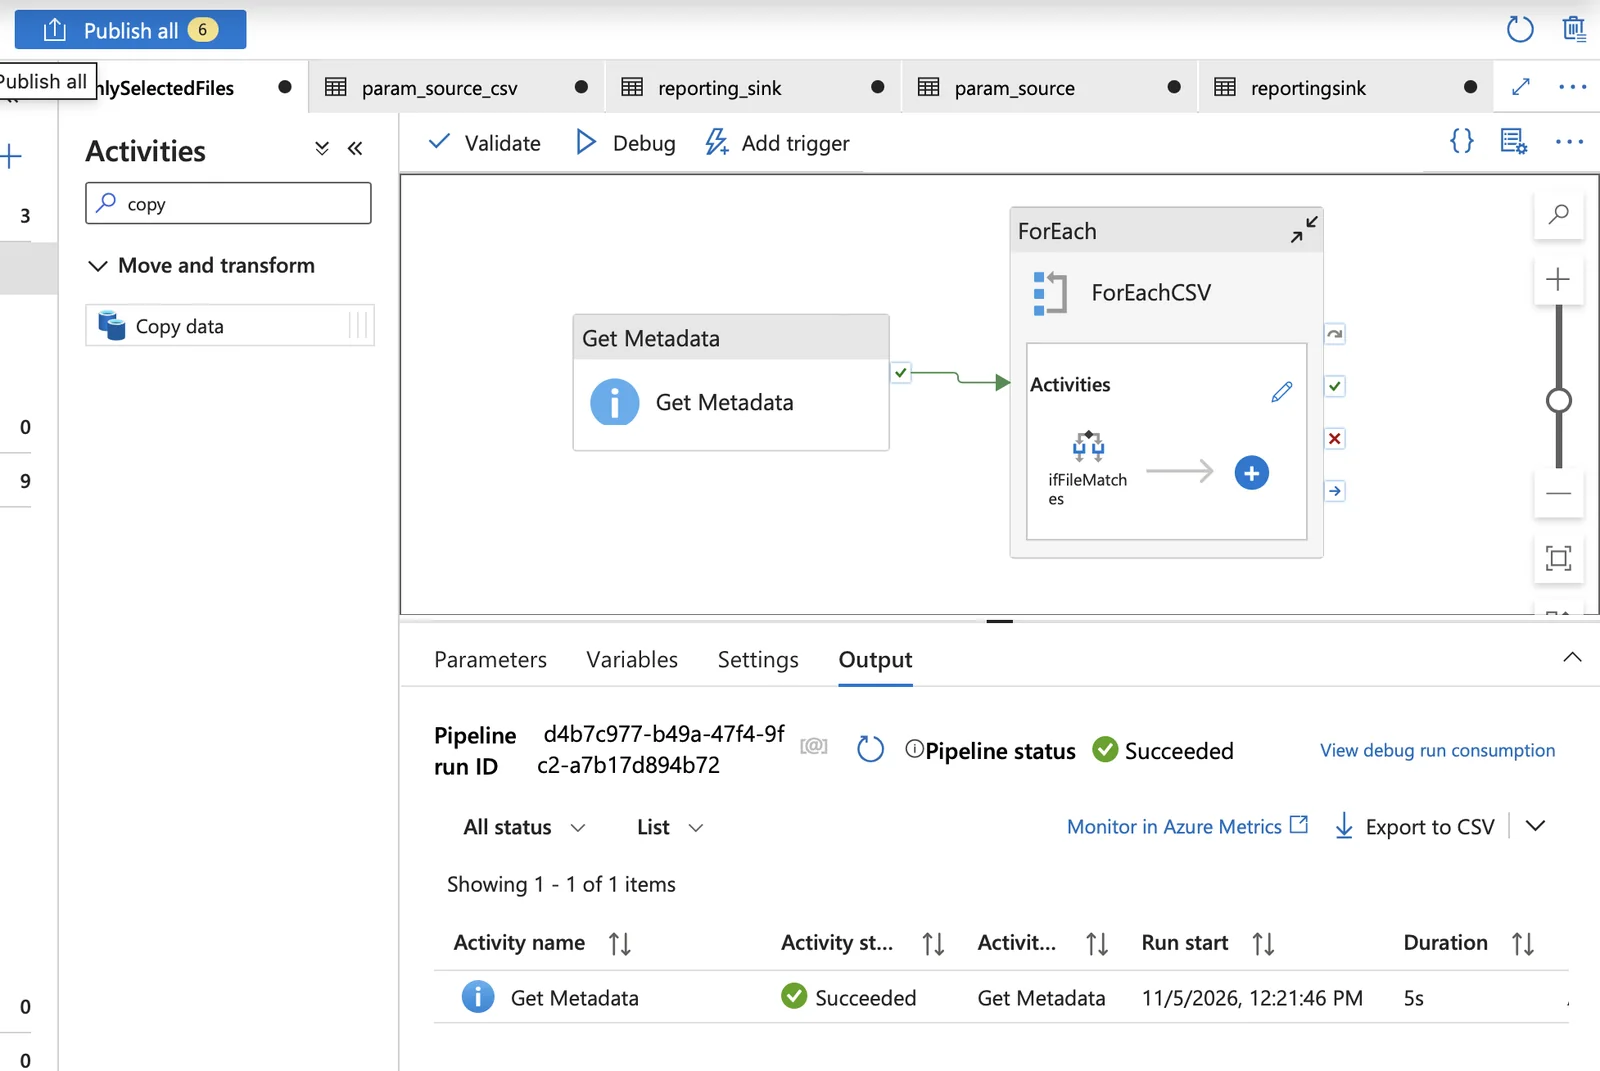 Publish all 6
Publish all
nlySelectedFiles
param_source_csv
reporting_sink
param_source
reportingsink
Activities
Validate
Debug
Add trigger
copy
3
Move and transform
Copy data
0
9
0
0
ForEach
ForEachCSV
Get Metadata
Get Metadata
Activities
ifFileMatch
es
Parameters
Variables
Settings
Output
Pipeline
run ID
d4b7c977-b49a-47f4-9f
c2-a7b17d894b72
Pipeline status
Succeeded
View debug run consumption
All status
List
Monitor in Azure Metrics
Export to CSV
Showing 1 - 1 of 1 items
Activity name
Activity st...
Activit...
Run start
Duration
Get Metadata
Succeeded
Get Metadata
11/5/2026, 12:21:46 PM
5s